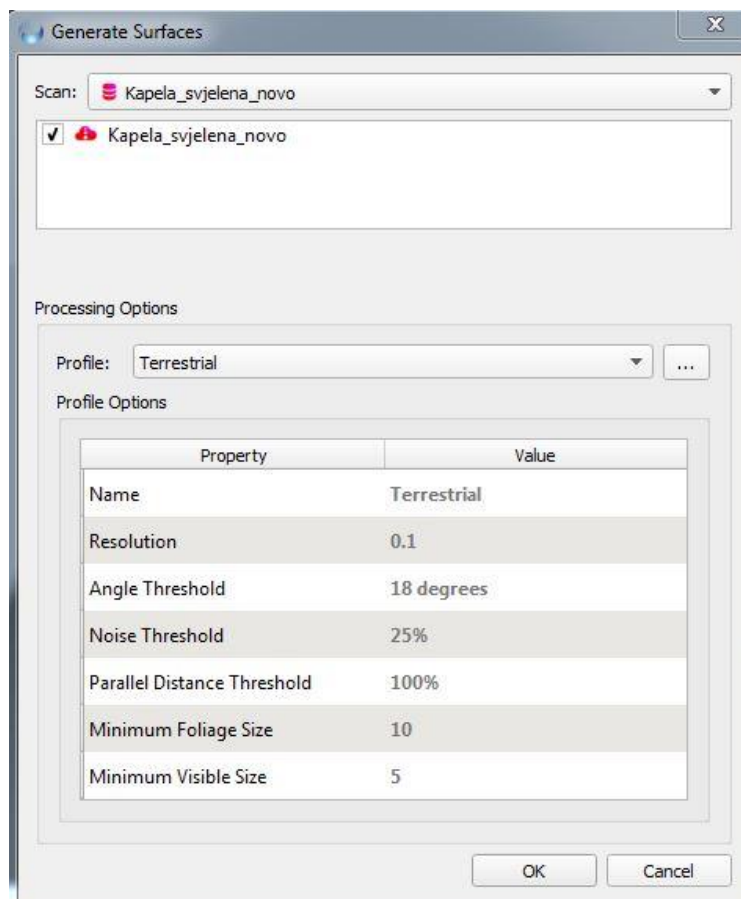 Generate Surfaces
Scan: Kapela_svjelena_novo
Kapela_svjelena_novo
Processing Options
Profile: Terrestrial ...
Profile Options
Property Value
Name Terrestrial
Resolution 0.1
Angle Threshold 18 degrees
Noise Threshold 25%
Parallel Distance Threshold 100%
Minimum Foliage Size 10
Minimum Visible Size 5
OK Cancel